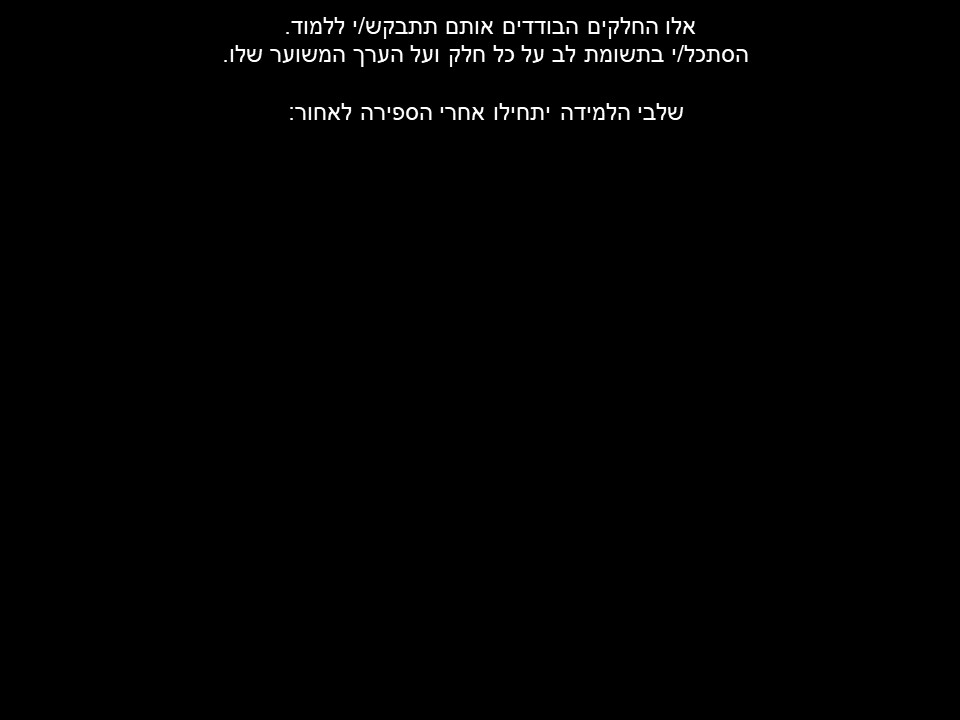 אלו החלקים הבודדים אותם תתבקש/י ללמוד.
הסתכל/י בתשומת לב על כל חלק ועל הערך המשוער שלו.
שלבי הלמידה יתחילו אחרי הספירה לאחור: